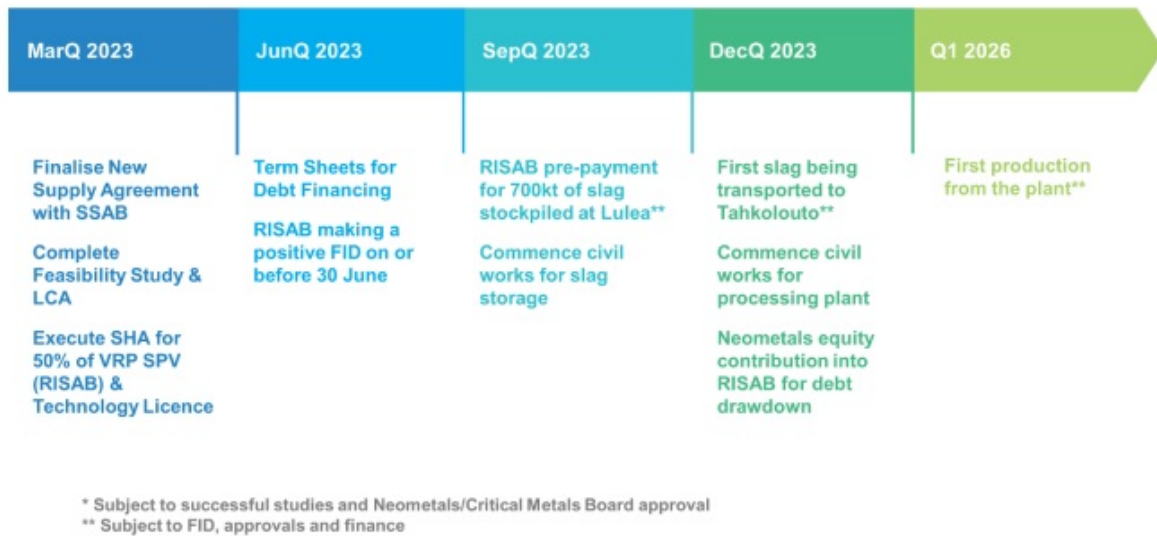 MarQ 2023
JunQ 2023
SepQ 2023
DecQ 2023
Q1 2026
Finalise New
Supply Agreement
with SSAB
Complete
Feasibility Study &
LCA
Execute SHA for
50% of VRP SPV
(RISAB) &
Technology Licence
Term Sheets for
Debt Financing
RISAB making a
positive FID on or
before 30 June
RISAB pre-payment
for 700kt of slag
stockpiled at Lulea**
Commence civil
works for slag
storage
First slag being
transported to
Tahkolouto**
Commence civil
works for
processing plant
Neometals equity
contribution into
RISAB for debt
drawdown
First production
from the plant**
* Subject to successful studies and Neometals/Critical Metals Board approval
** Subject to FID, approvals and finance